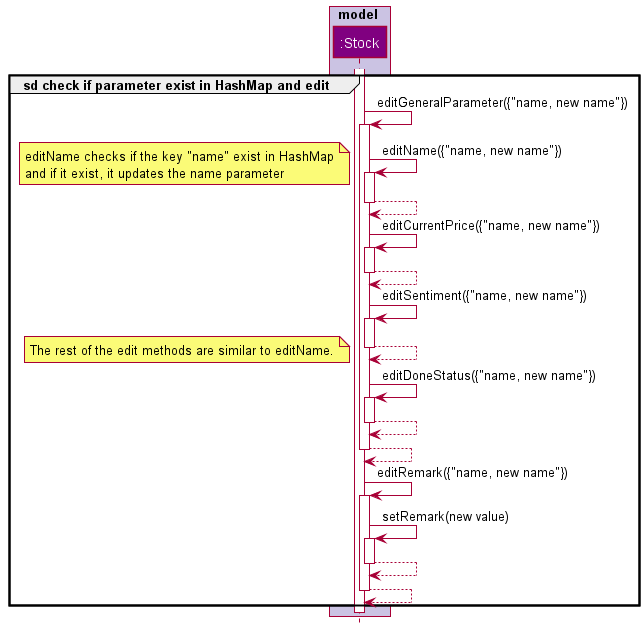 model
:Stock
sd check if parameter exist in HashMap and edit
editGeneralParameter({"name, new name"})
editName({"name, new name"})
editName checks if the key "name" exist in HashMap
and if it exist, it updates the name parameter
editCurrentPrice({"name, new name"})
editSentiment({"name, new name"})
The rest of the edit methods are similar to editName.
editDoneStatus({"name, new name"})
editRemark({"name, new name"})
setRemark(new value)